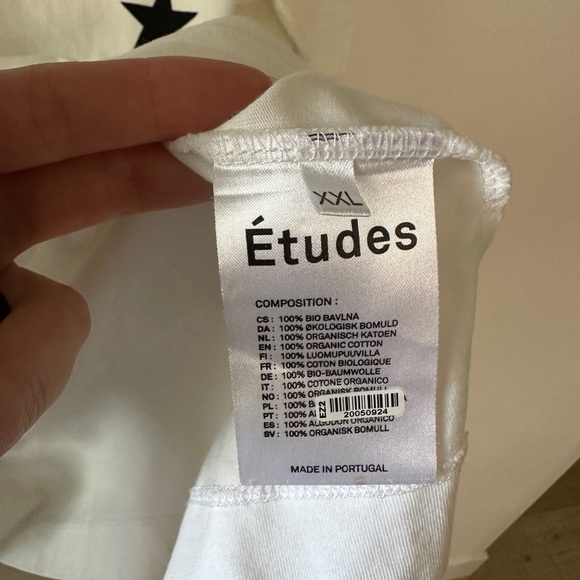 XXL
Études
COMPOSITION :
CS : 100% BIO BAVLNA
DA : 100% ØKOLOGISK BOMULD
NL : 100% ORGANISCH KATOEN
EN : 100% ORGANIC COTTON
FI : 100% LUOMUPUUVILLA
FR : 100% COTON BIOLOGIQUE
DE : 100% BIO-BAUMWOLLE
IT : 100% COTONE ORGANICO
NO : 100% ORGANISK BOMULL
PL : 100%
PT : 100%
E22
20050924
ES : 100% ALGODÓN ORGÁNICO
SV : 100% ORGANISK BOMULL
MADE IN PORTUGAL